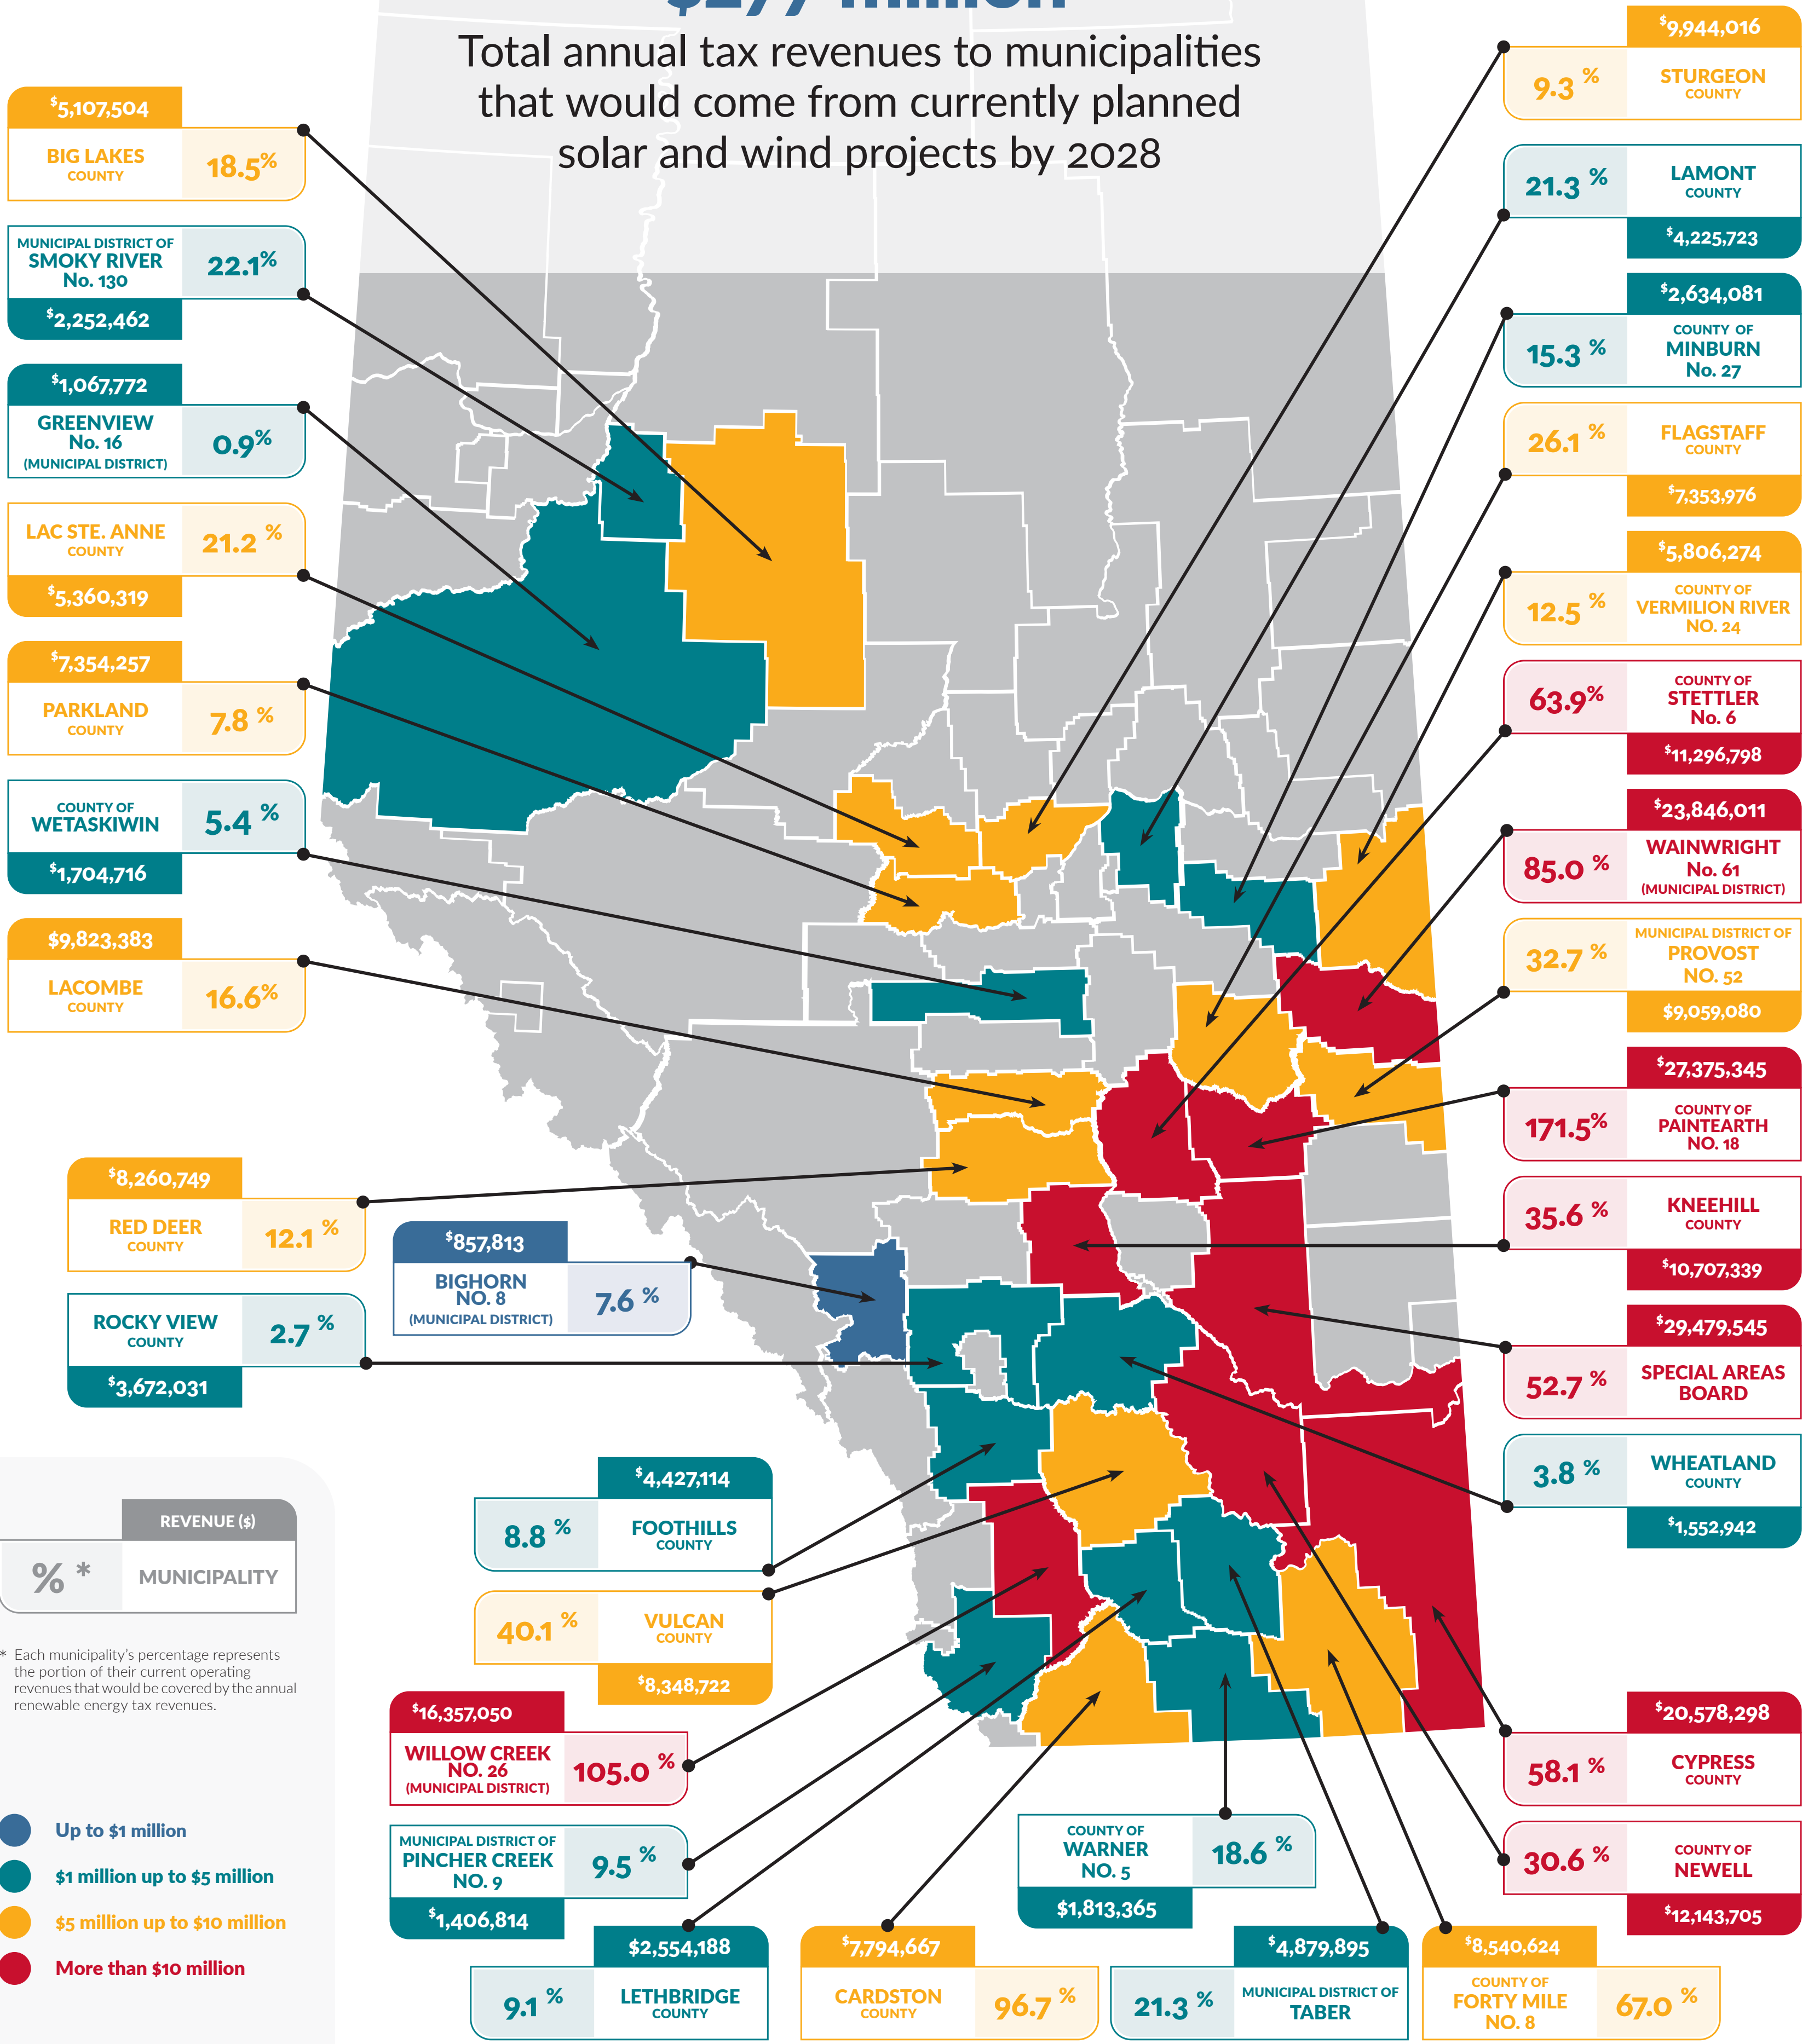 $277 million
Total annual tax revenues to municipalities
that would come from currently planned
solar and wind projects by 2028
$5,107,504
BIG LAKES
COUNTY
18.5%
MUNICIPAL DISTRICT OF
SMOKY RIVER
No. 130
22.1%
$2,252,462
$1,067,772
GREENVIEW
No. 16
(MUNICIPAL DISTRICT)
0.9%
LAC STE. ANNE
COUNTY
21.2 %
$5,360,319
$7,354,257
PARKLAND
COUNTY
7.8 %
COUNTY OF
WETASKIWIN
5.4 %
$1,704,716
$9,823,383
LACOMBE
COUNTY
16.6%
$8,260,749
RED DEER
COUNTY
12.1 %
$857,813
BIGHORN
NO. 8
(MUNICIPAL DISTRICT)
7.6 %
ROCKY VIEW
COUNTY
2.7 %
$3,672,031
$9,944,016
9.3 %
STURGEON
COUNTY
21.3 %
LAMONT
COUNTY
$4,225,723
$2,634,081
15.3 %
COUNTY OF
MINBURN
No. 27
26.1 %
FLAGSTAFF
COUNTY
$7,353,976
$5,806,274
12.5 %
COUNTY OF
VERMILION RIVER
NO. 24
63.9%
COUNTY OF
STETTLER
No. 6
$11,296,798
$23,846,011
85.0 %
WAINWRIGHT
No. 61
(MUNICIPAL DISTRICT)
32.7 %
MUNICIPAL DISTRICT OF
PROVOST
NO. 52
$9,059,080
$27,375,345
171.5%
COUNTY OF
PAINTEARTH
NO. 18
35.6 %
KNEEHILL
COUNTY
$10,707,339
$29,479,545
52.7 %
SPECIAL AREAS
BOARD
3.8 %
WHEATLAND
COUNTY
$1,552,942
$4,427,114
8.8 %
FOOTHILLS
COUNTY
40.1 %
VULCAN
COUNTY
$8,348,722
$16,357,050
WILLOW CREEK
NO. 26
(MUNICIPAL DISTRICT)
105.0 %
MUNICIPAL DISTRICT OF
PINCHER CREEK
NO. 9
9.5 %
$1,406,814
$2,554,188
9.1 %
LETHBRIDGE
COUNTY
$7,794,667
CARDSTON
COUNTY
96.7 %
COUNTY OF
WARNER
NO. 5
18.6 %
$1,813,365
$4,879,895
21.3 %
MUNICIPAL DISTRICT OF
TABER
$8,540,624
COUNTY OF
FORTY MILE
NO. 8
67.0 %
$20,578,298
58.1 %
CYPRESS
COUNTY
30.6 %
COUNTY OF
NEWELL
$12,143,705
REVENUE ($)
% *
MUNICIPALITY
* Each municipality's percentage represents
the portion of their current operating
revenues that would be covered by the annual
renewable energy tax revenues.
Up to $1 million
$1 million up to $5 million
$5 million up to $10 million
More than $10 million